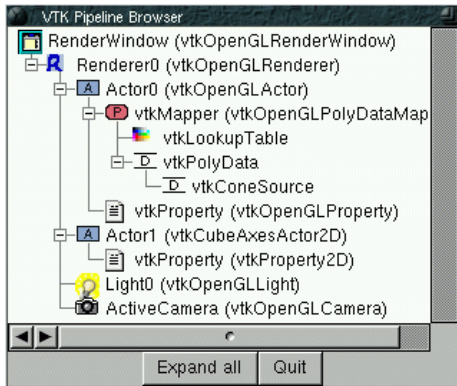 VTK Pipeline Browser
RenderWindow (vtkOpenGLRenderWindow)
R Renderer0 (vtkOpenGLRenderer)
A Actor0 (vtkOpenGLActor)
P vtkMapper (vtkOpenGLPolyDataMap
vtkLookupTable
D vtkPolyData
D vtkConeSource
vtkProperty (vtkOpenGLProperty)
A Actor1 (vtkCubeAxesActor2D)
vtkProperty (vtkProperty2D)
Light0 (vtkOpenGLLight)
ActiveCamera (vtkOpenGLCamera)
Expand all Quit